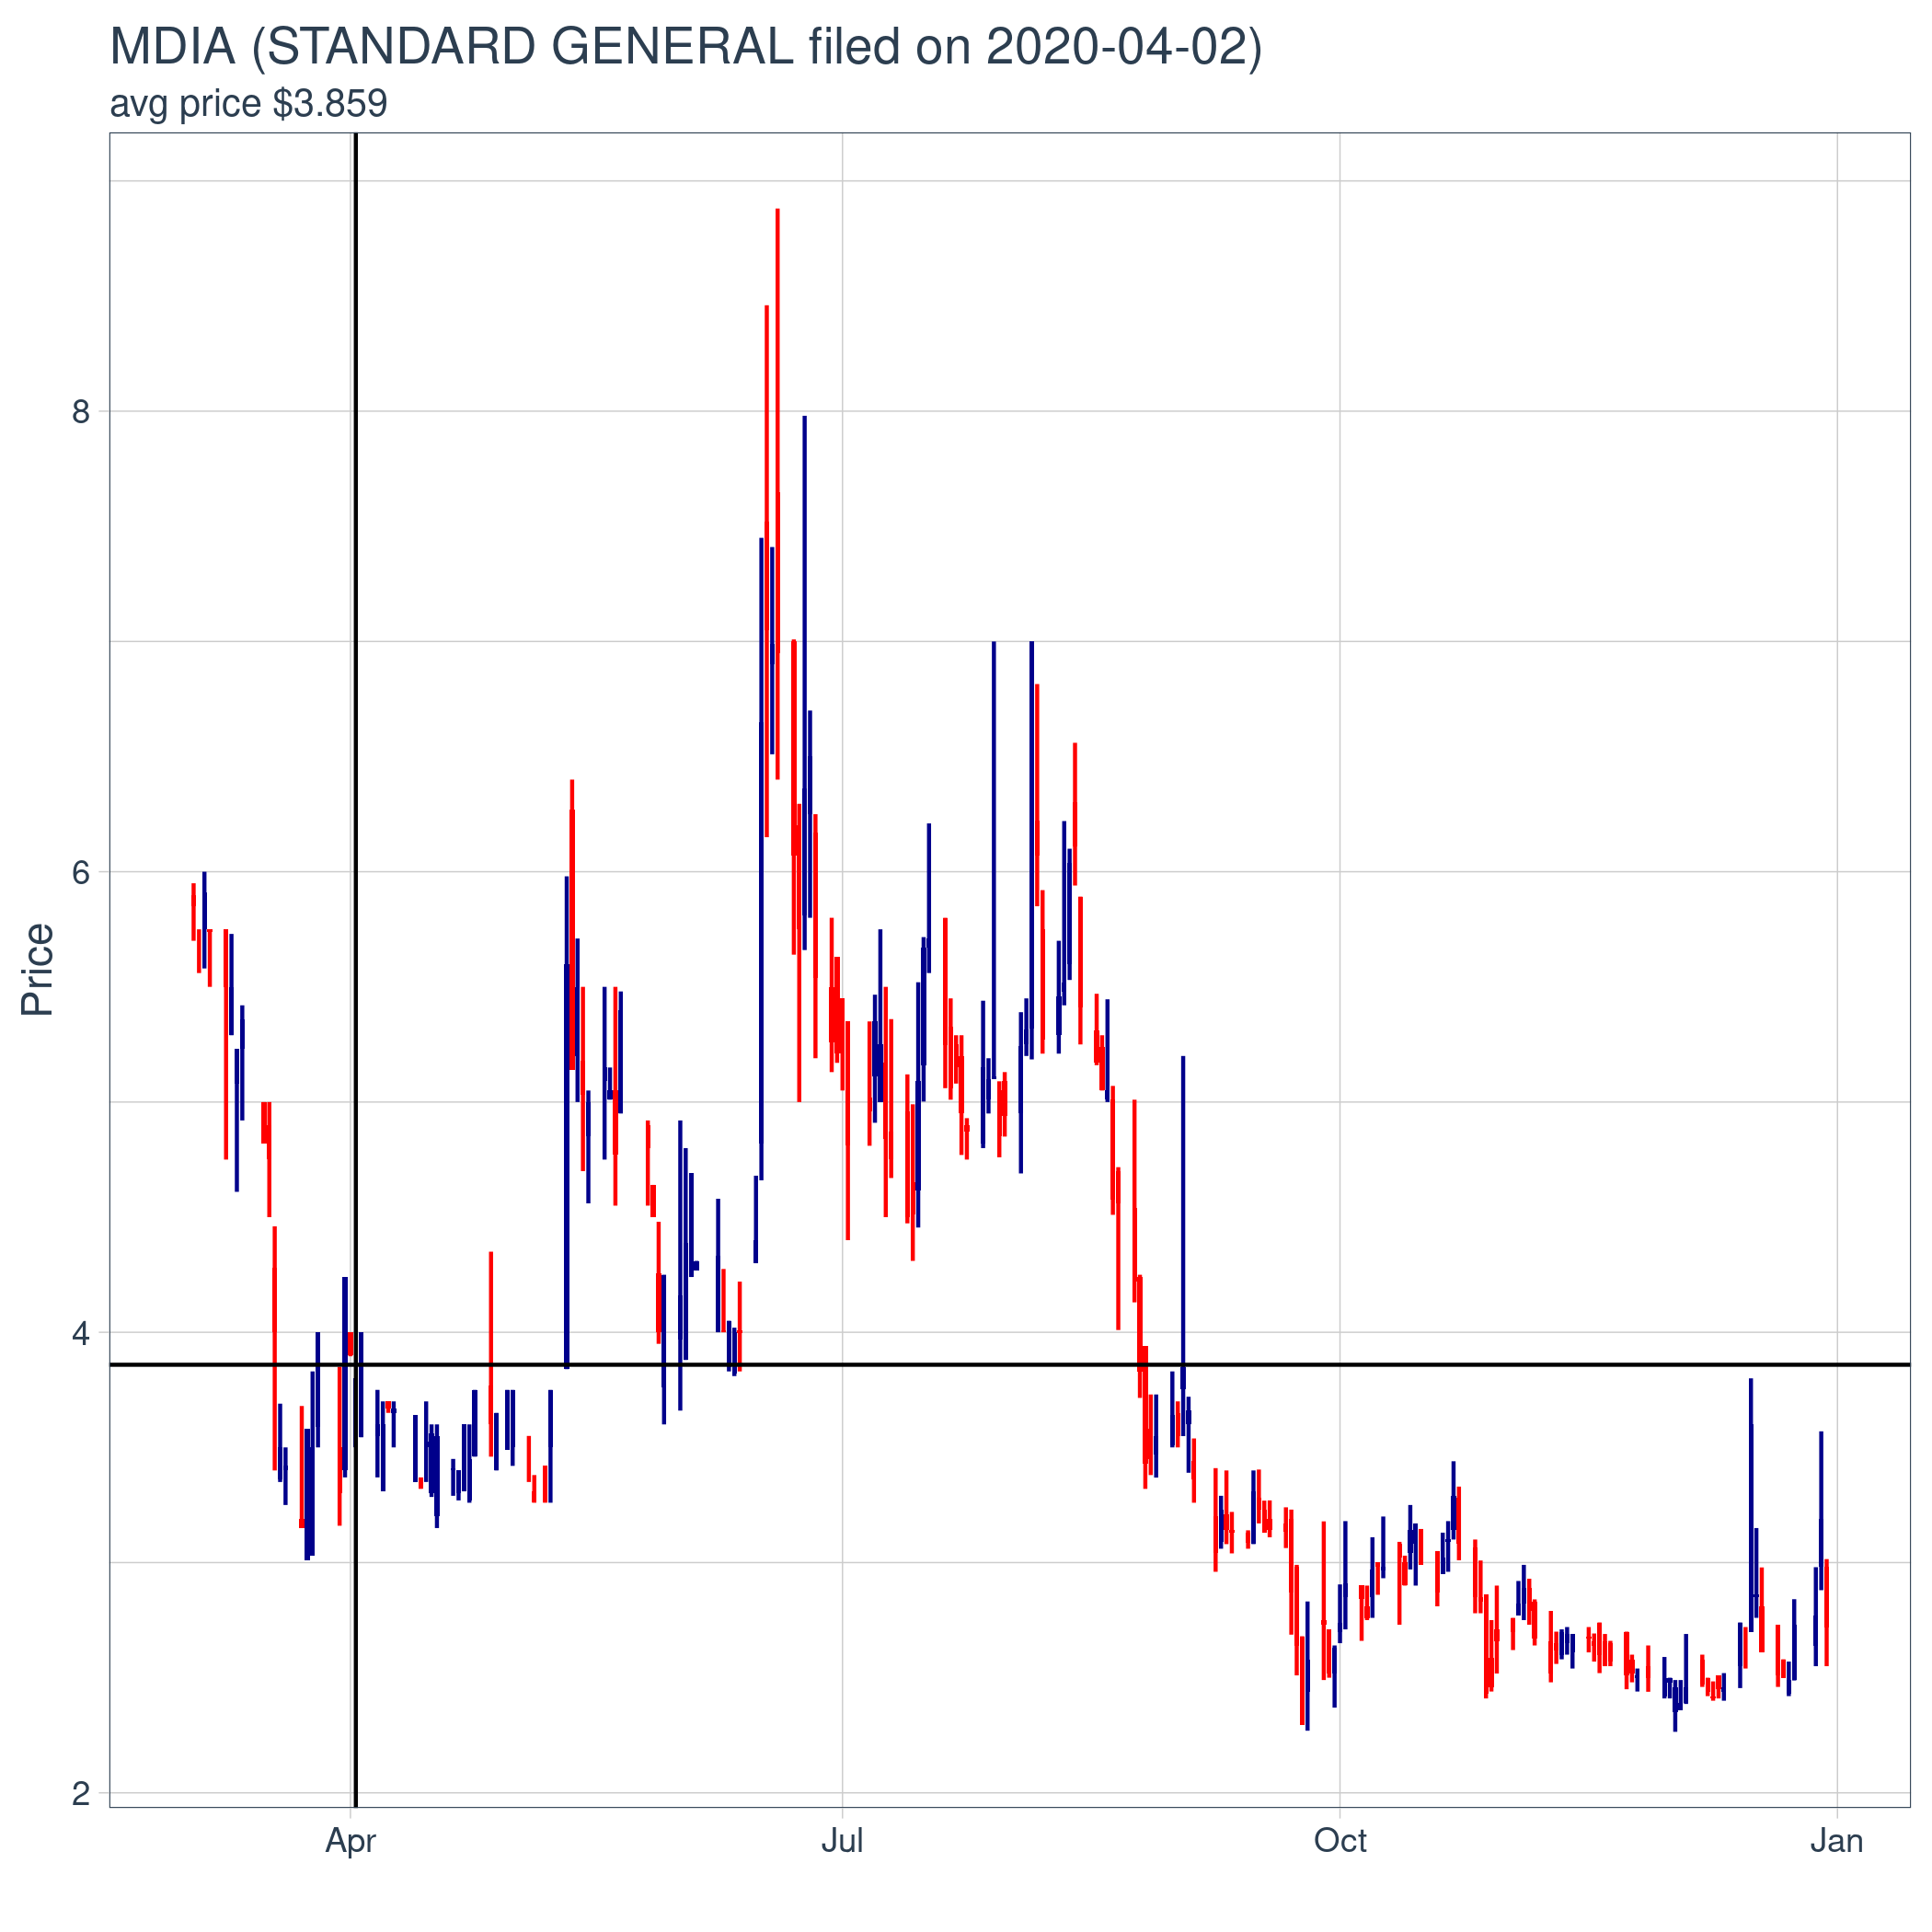 MDIA (STANDARD GENERAL filed on 2020-04-02)
avg price $3.859
Price
8
6
4
2
Apr Jul Oct Jan